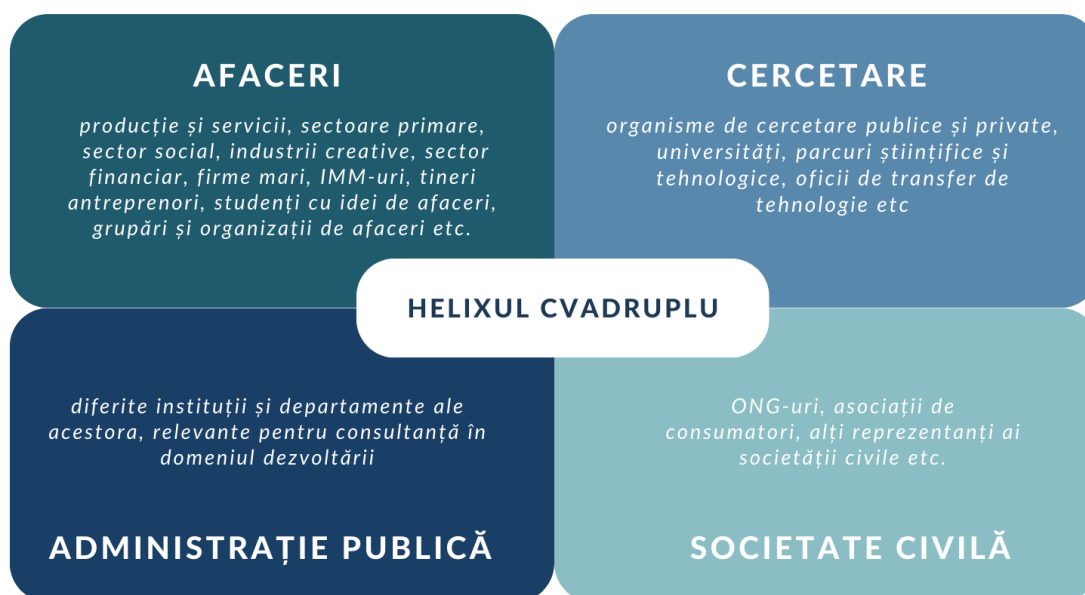 AFACERI
producție și servicii, sectoare primare,
sector social, industrii creative, sector
financiar, firme mari, IMM-uri, tineri
antreprenori, studenți cu idei de afaceri,
grupări și organizații de afaceri etc.
CERCETARE
organisme de cercetare publice și private,
universități, parcuri științifice și
tehnologice, oficii de transfer de
tehnologie etc
HELIXUL CVADRUPLU
diferite instituții și departamente ale
acestora, relevante pentru consultanță în
domeniul dezvoltării
ADMINISTRAȚIE PUBLICĂ
ONG-uri, asociații de
consumatori, alți reprezentanți ai
societății civile etc.
SOCIETATE CIVILĂ